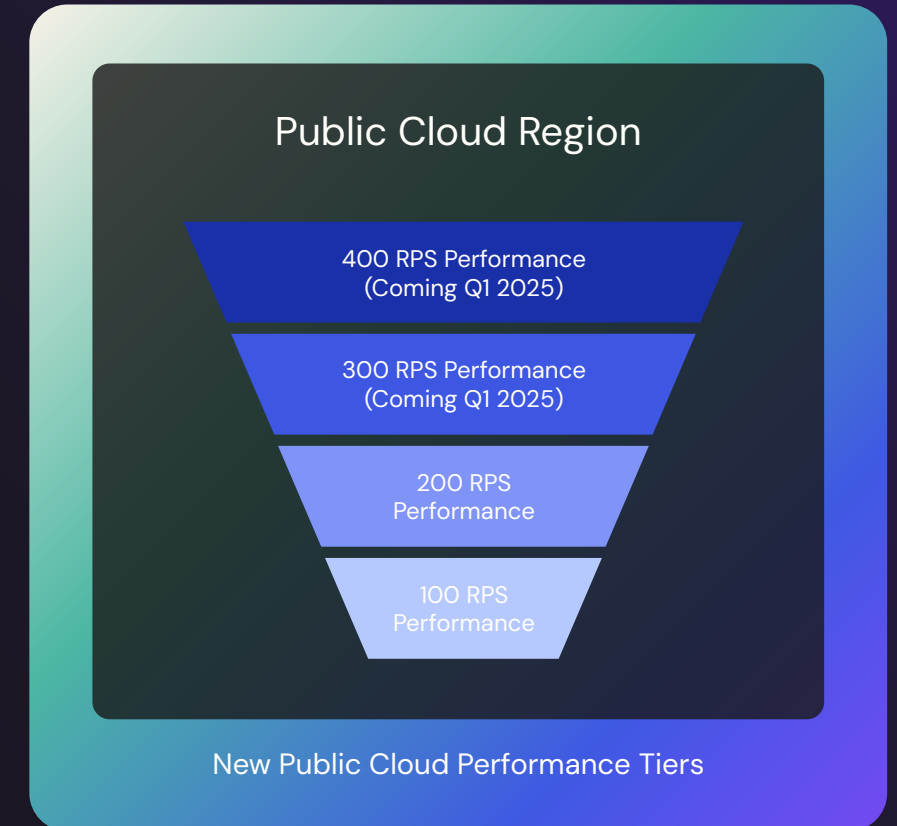 Public Cloud Region
400 RPS Performance
(Coming Q1 2025)
300 RPS Performance
(Coming Q1 2025)
200 RPS
Performance
100 RPS
Performance
New Public Cloud Performance Tiers